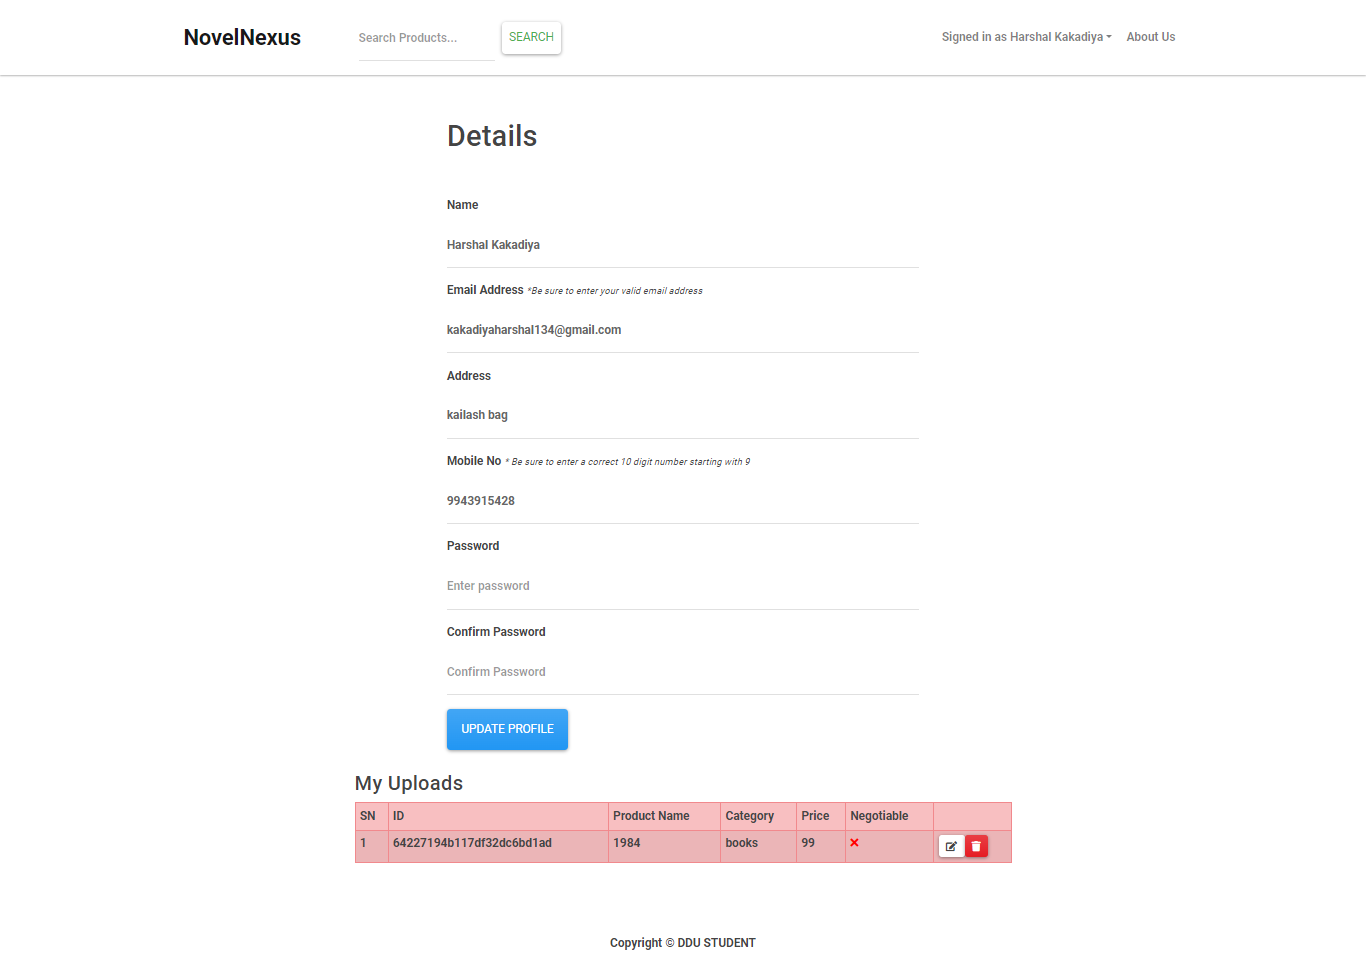 NovelNexus Search Products... SEARCH Signed in as Harshal Kakadiya About Us
Details
Name
Harshal Kakadiya
Email Address *Be sure to enter your valid email address
kakadiyaharshal134@gmail.com
Address
kailash bag
Mobile No * Be sure to enter a correct 10 digit number starting with 9
9943915428
Password
Enter password
Confirm Password
Confirm Password
UPDATE PROFILE
My Uploads
SN ID Product Name Category Price Negotiable
1 64227194b117df32dc6bd1ad 1984 books 99
Copyright © DDU STUDENT